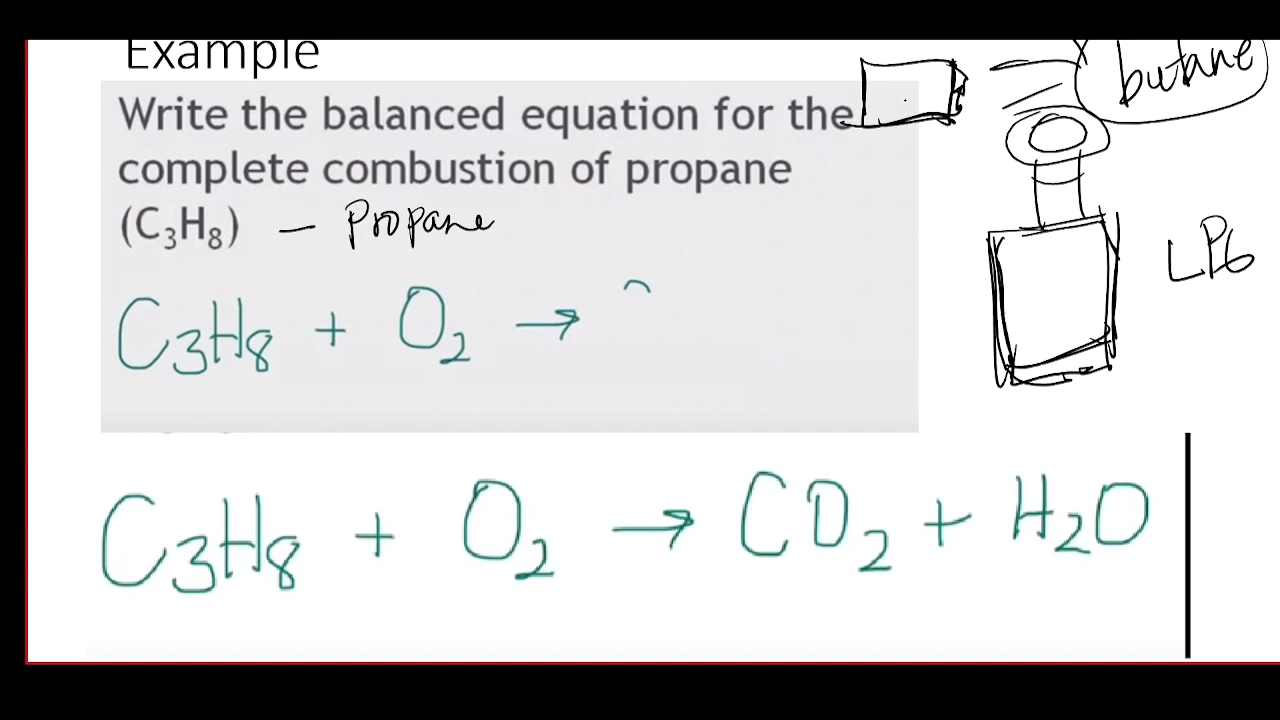 Example
Write the balanced equation for the
complete combustion of propane
(C₃H₈) – Propane
C₃H₈ + O₂ →
C₃H₈ + O₂ → CO₂ + H₂O
butane
LPG